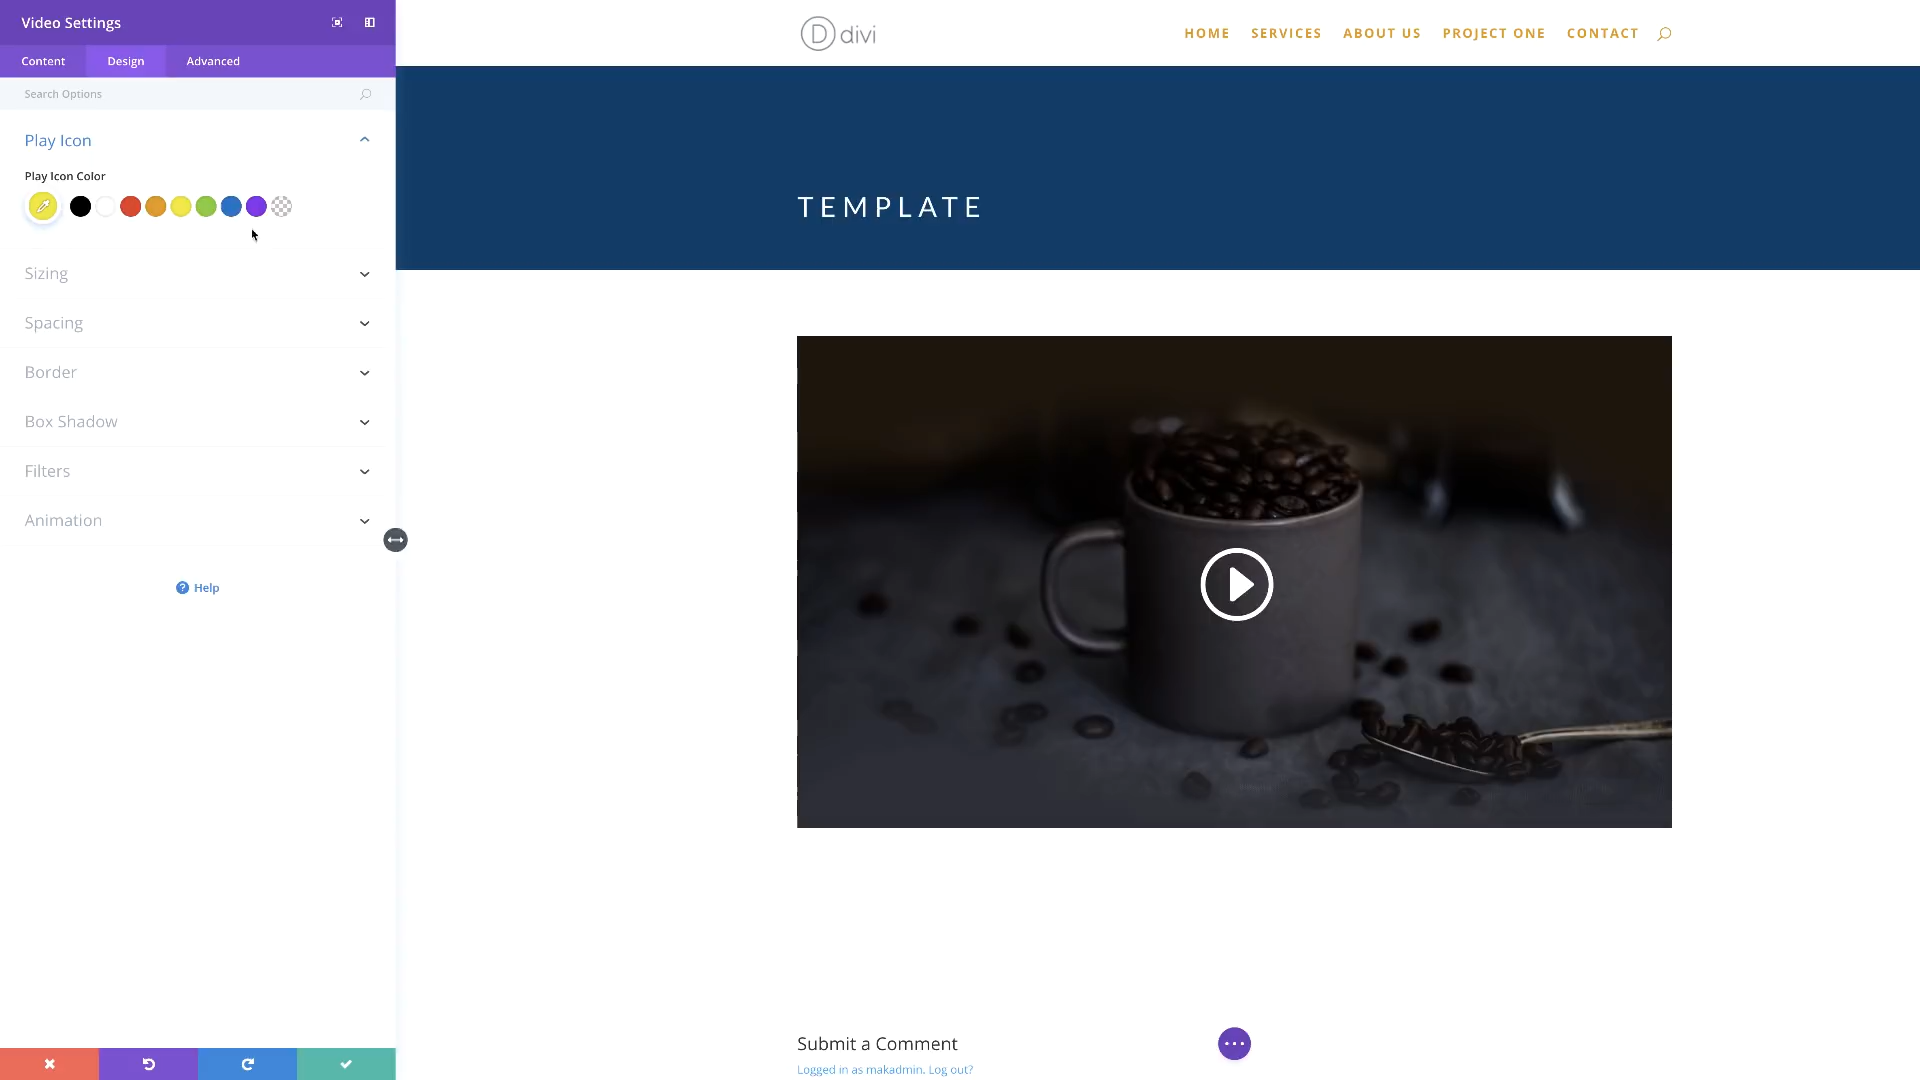 Video Settings
Content Design Advanced
Search Options
Play Icon
Play Icon Color
Sizing
Spacing
Border
Box Shadow
Filters
Animation
? Help
D divi
HOME SERVICES ABOUT US PROJECT ONE CONTACT
TEMPLATE
Submit a Comment
Logged in as makadmin. Log out?